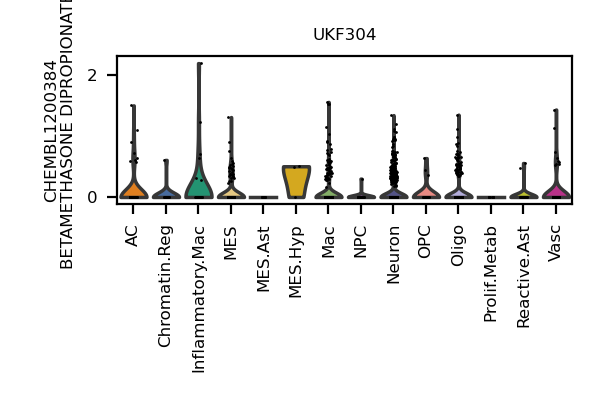 UKF304
CHEMBL1200384
BETAMETHASONE DIPROPIONATE
2
0
AC
Chromatin.Reg
Inflammatory.Mac
MES
MES.Ast
MES.Hyp
Mac
NPC
Neuron
OPC
Oligo
Prolif.Metab
Reactive.Ast
Vasc